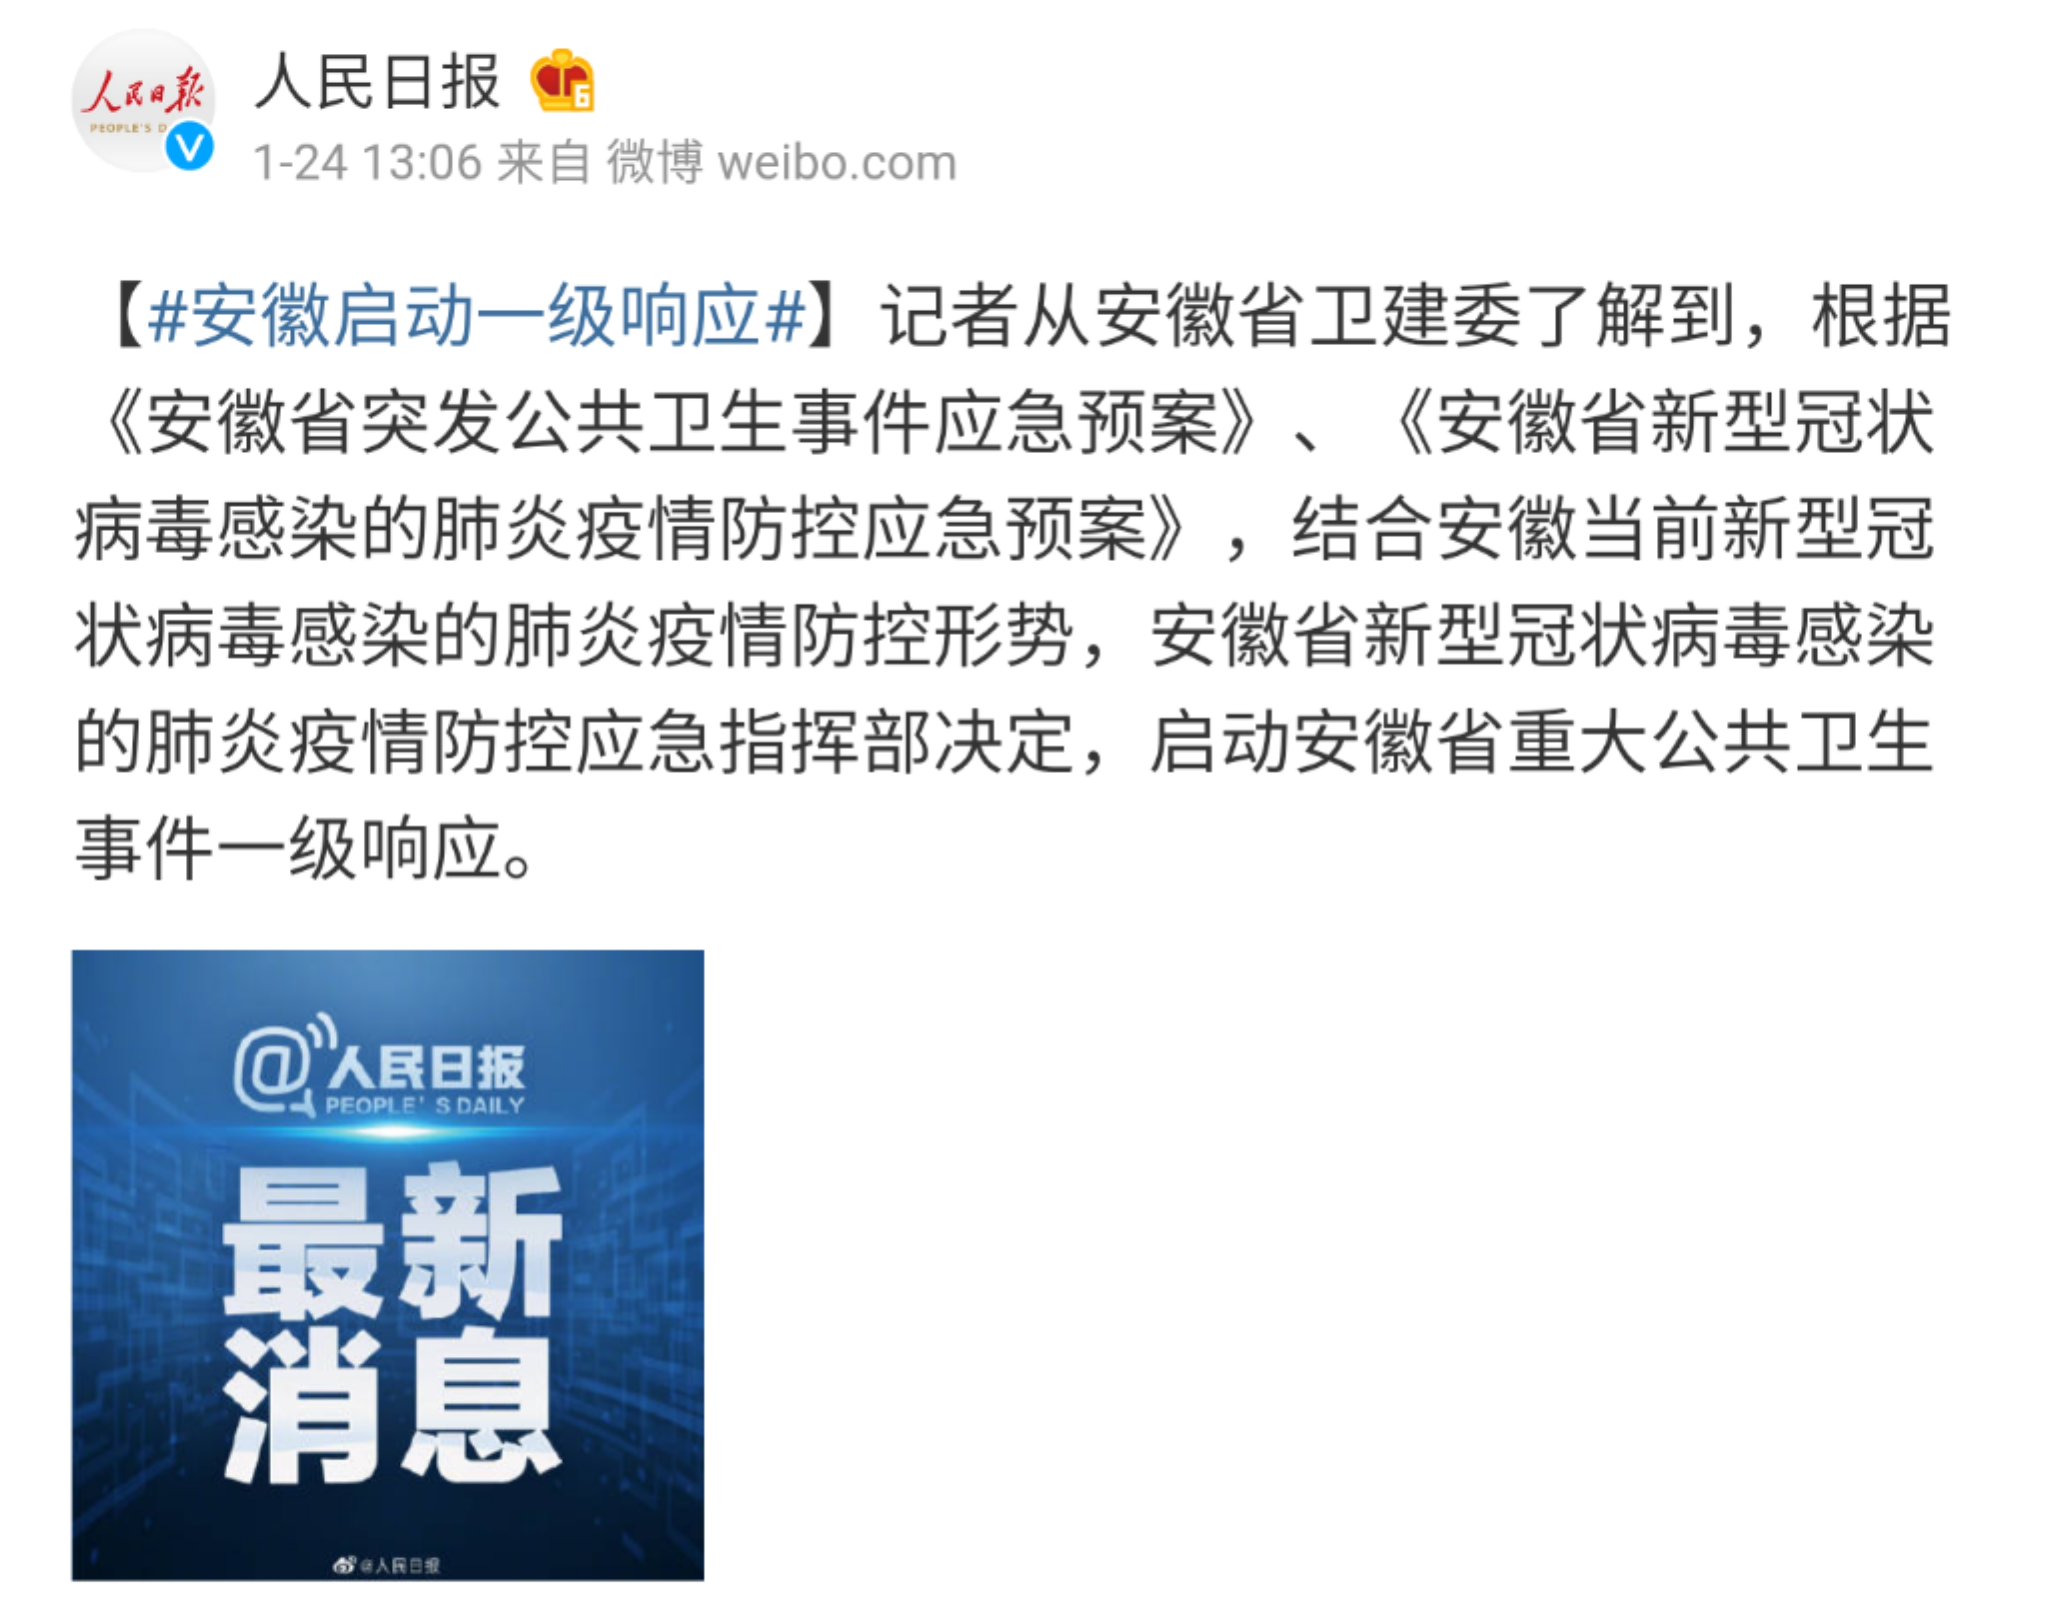 人民日報
PEOPLE'S D
人民日报
6
1-24 13:06 来自 微博 weibo.com
【#安徽启动一级响应#】 记者从安徽省卫建委了解到，根据
《安徽省突发公共卫生事件应急预案》、《安徽省新型冠状
病毒感染的肺炎疫情防控应急预案》，结合安徽当前新型冠
状病毒感染的肺炎疫情防控形势，安徽省新型冠状病毒感染
的肺炎疫情防控应急指挥部决定，启动安徽省重大公共卫生
事件一级响应。
@人民日报
PEOPLE'S DAILY
最新
消息
@人民日报